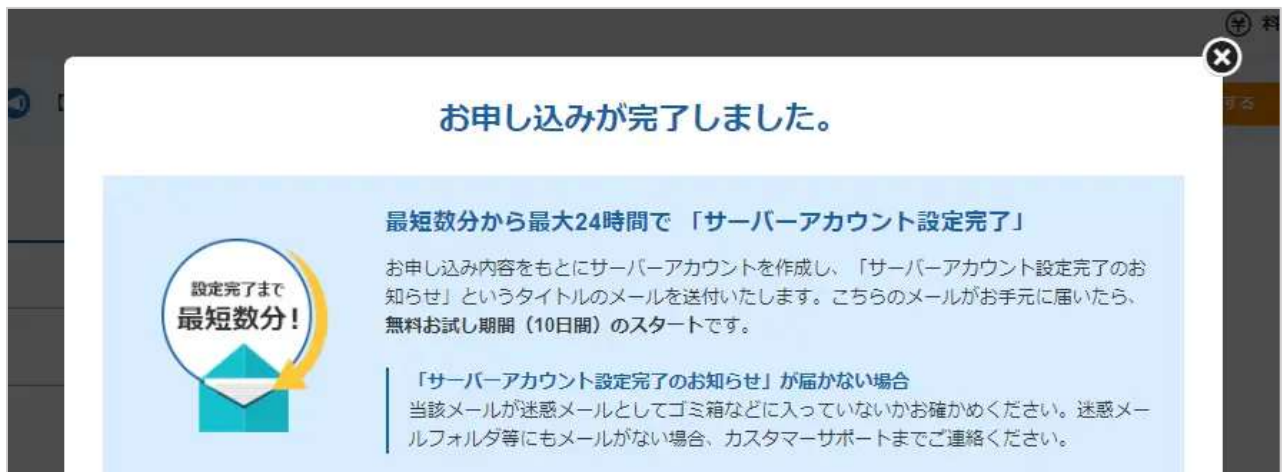 料
する
お申し込みが完了しました。
設定完了まで
最短数分!
最短数分から最大24時間で 「サーバーアカウント設定完了」
お申し込み内容をもとにサーバーアカウントを作成し、「サーバーアカウント設定完了のお
知らせ」というタイトルのメールを送付いたします。こちらのメールがお手元に届いたら、
無料お試し期間（10日間）のスタートです。
「サーバーアカウント設定完了のお知らせ」が届かない場合
当該メールが迷惑メールとしてゴミ箱などに入っていないかお確かめください。迷惑メー
ルフォルダ等にもメールがない場合、カスタマーサポートまでご連絡ください。